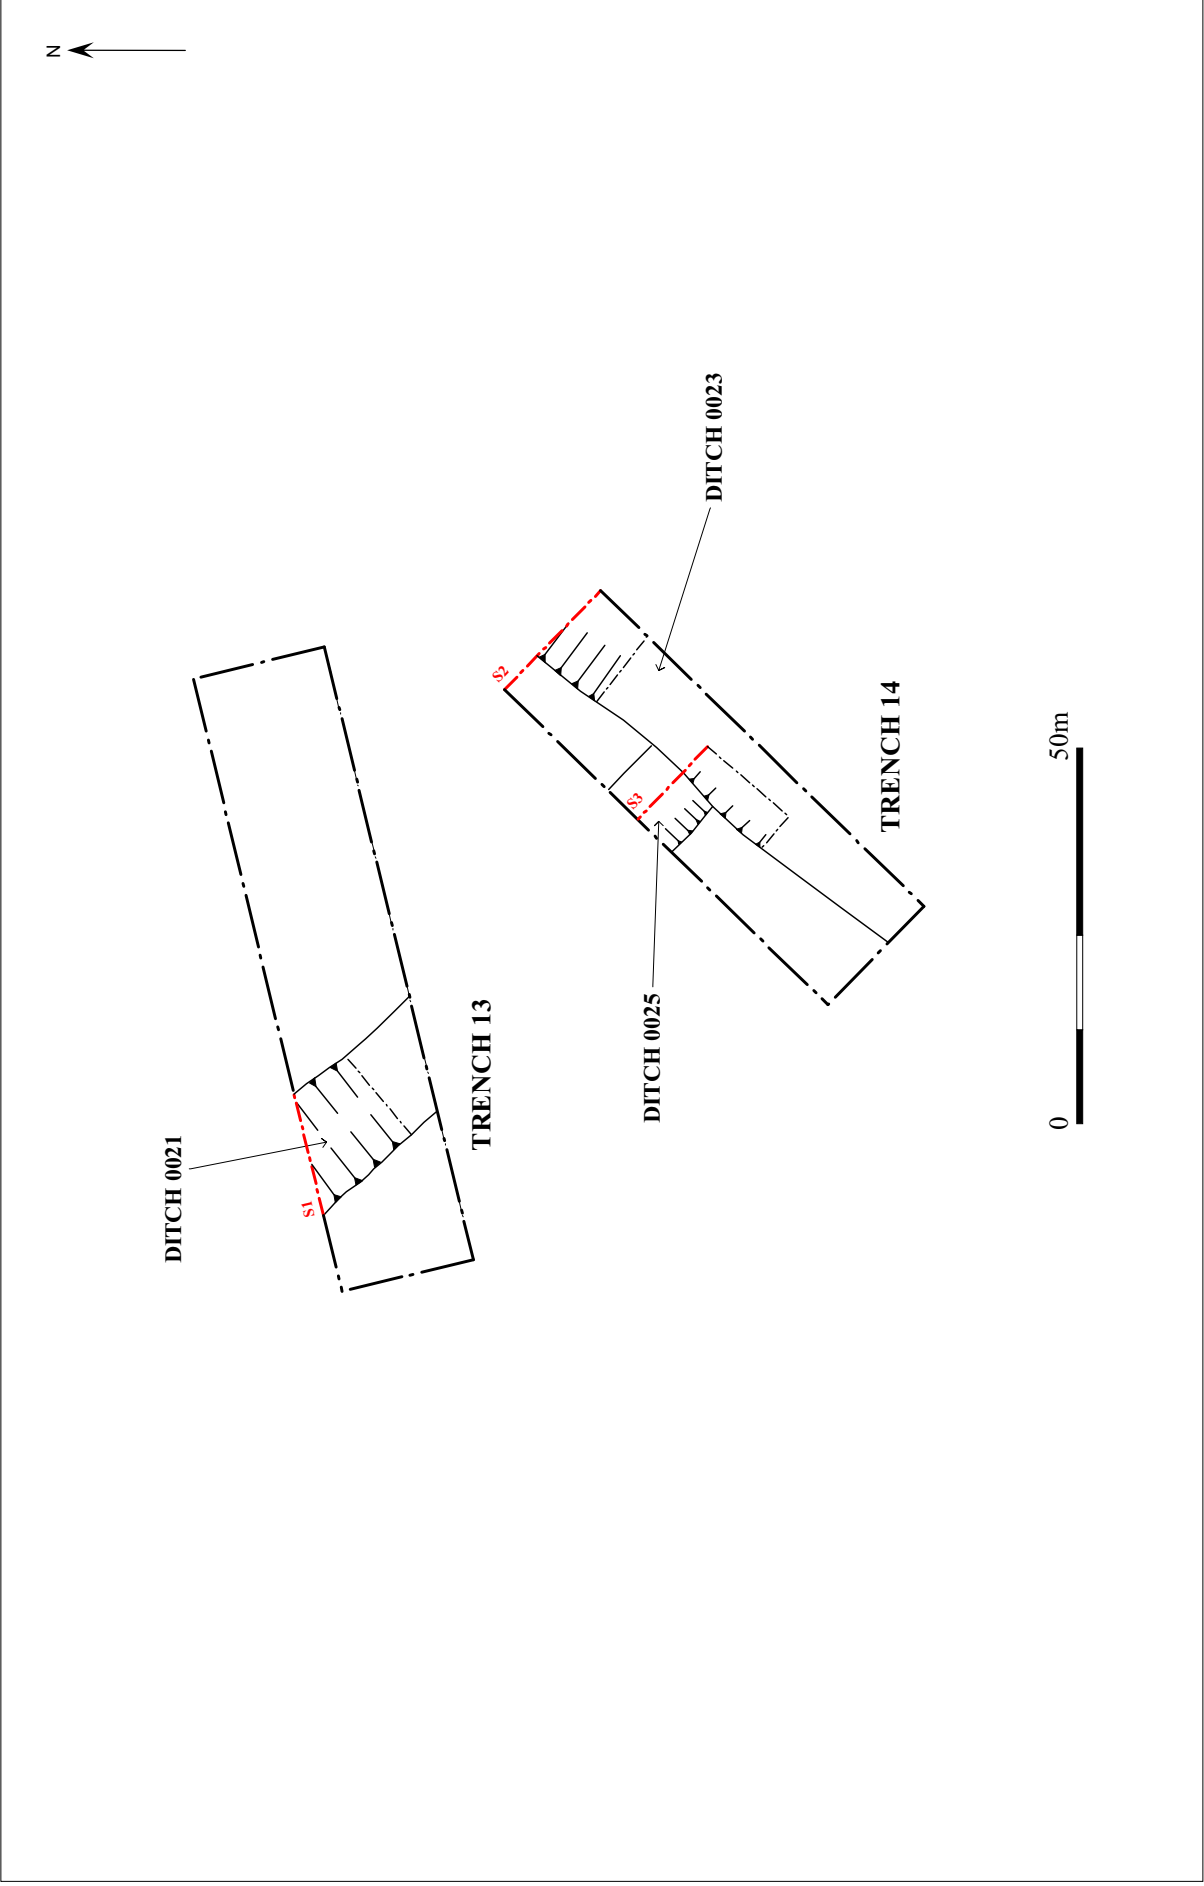 N
DITCH 0021
S1
TRENCH 13
S2
DITCH 0023
S3
DITCH 0025
TRENCH 14
0
50m